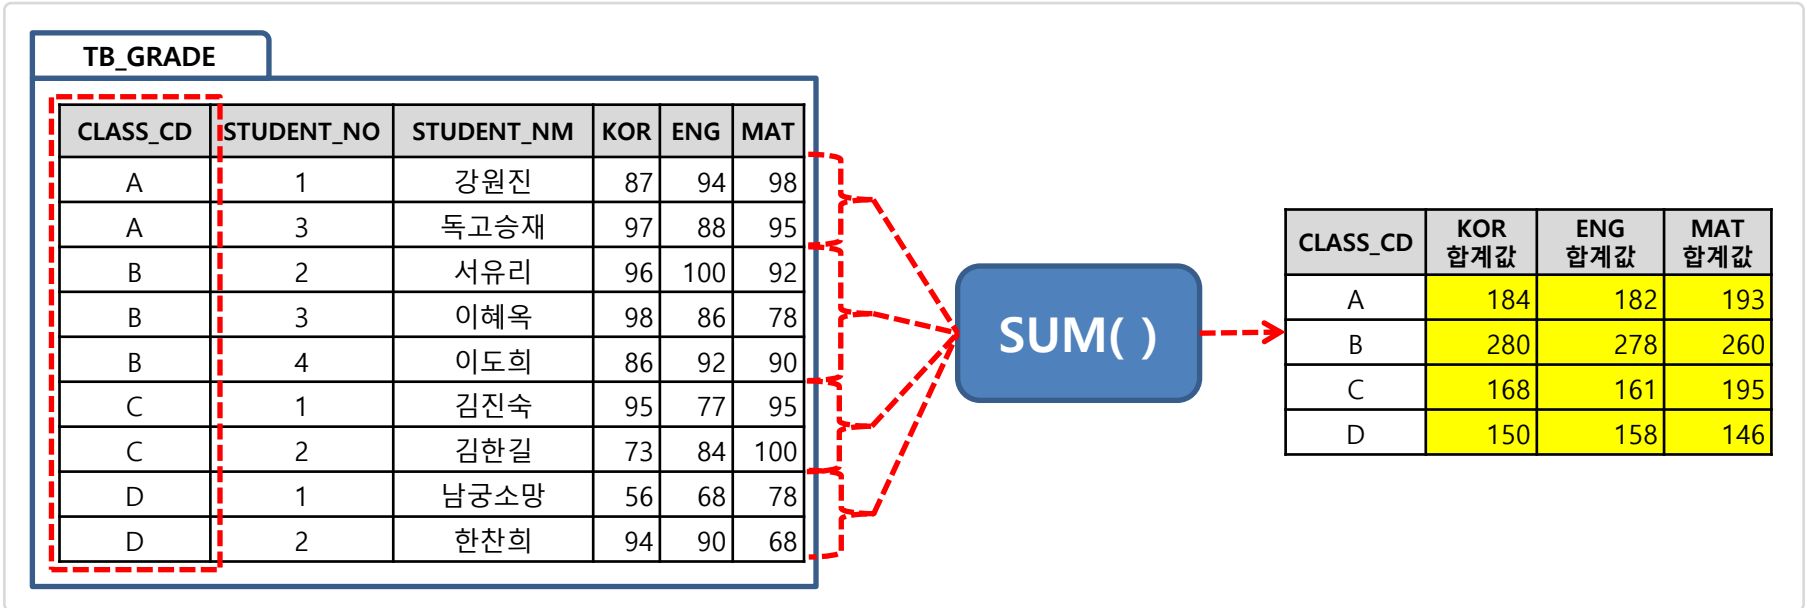 TB_GRADE
CLASS_CD STUDENT_NO STUDENT_NM KOR ENG MAT
A 1 강원진 87 94 98
A 3 독고승재 97 88 95
B 2 서유리 96 100 92
B 3 이혜옥 98 86 78
B 4 이도희 86 92 90
C 1 김진숙 95 77 95
C 2 김한길 73 84 100
D 1 남궁소망 56 68 78
D 2 한찬희 94 90 68
SUM( )
CLASS_CD KOR 합계값 ENG 합계값 MAT 합계값
A 184 182 193
B 280 278 260
C 168 161 195
D 150 158 146